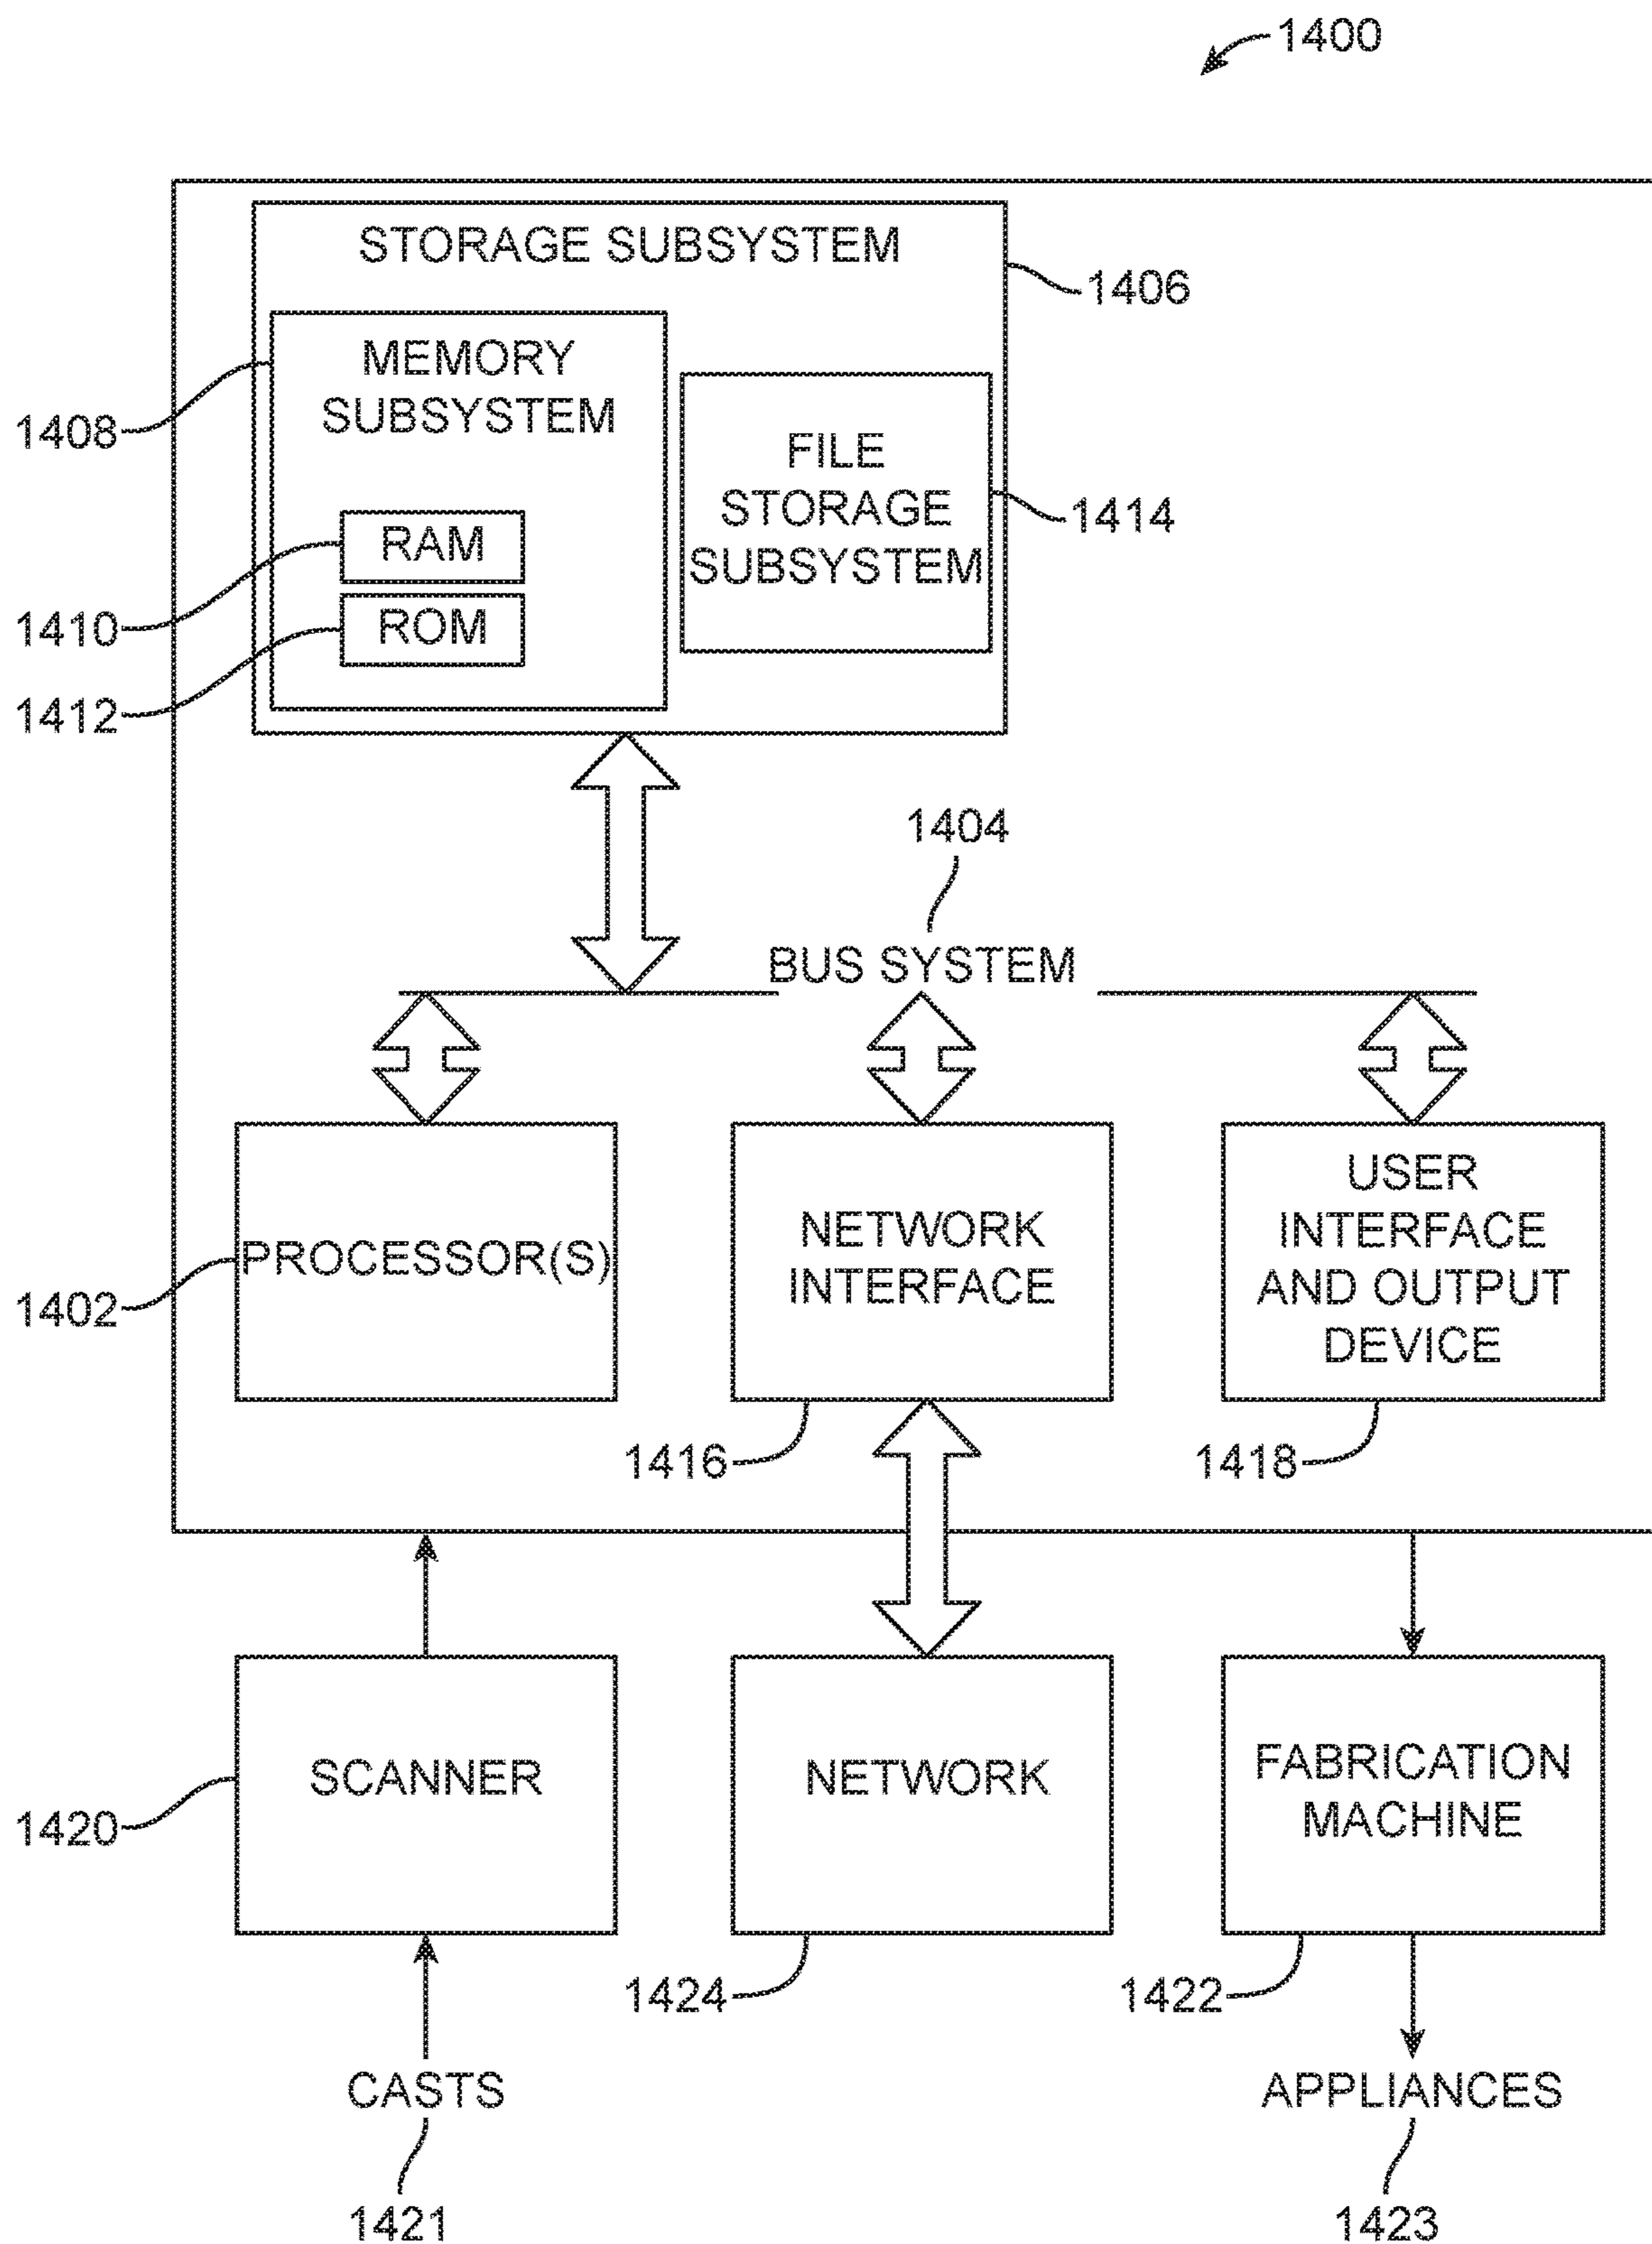 1400
STORAGE SUBSYSTEM
1406
MEMORY
SUBSYSTEM
1408
FILE
STORAGE
SUBSYSTEM
1414
RAM
1410
ROM
1412
1404
BUS SYSTEM
PROCESSOR(S)
1402
NETWORK
INTERFACE
1416
USER
INTERFACE
AND OUTPUT
DEVICE
1418
SCANNER
1420
NETWORK
1424
FABRICATION
MACHINE
1422
CASTS
1421
APPLIANCES
1423